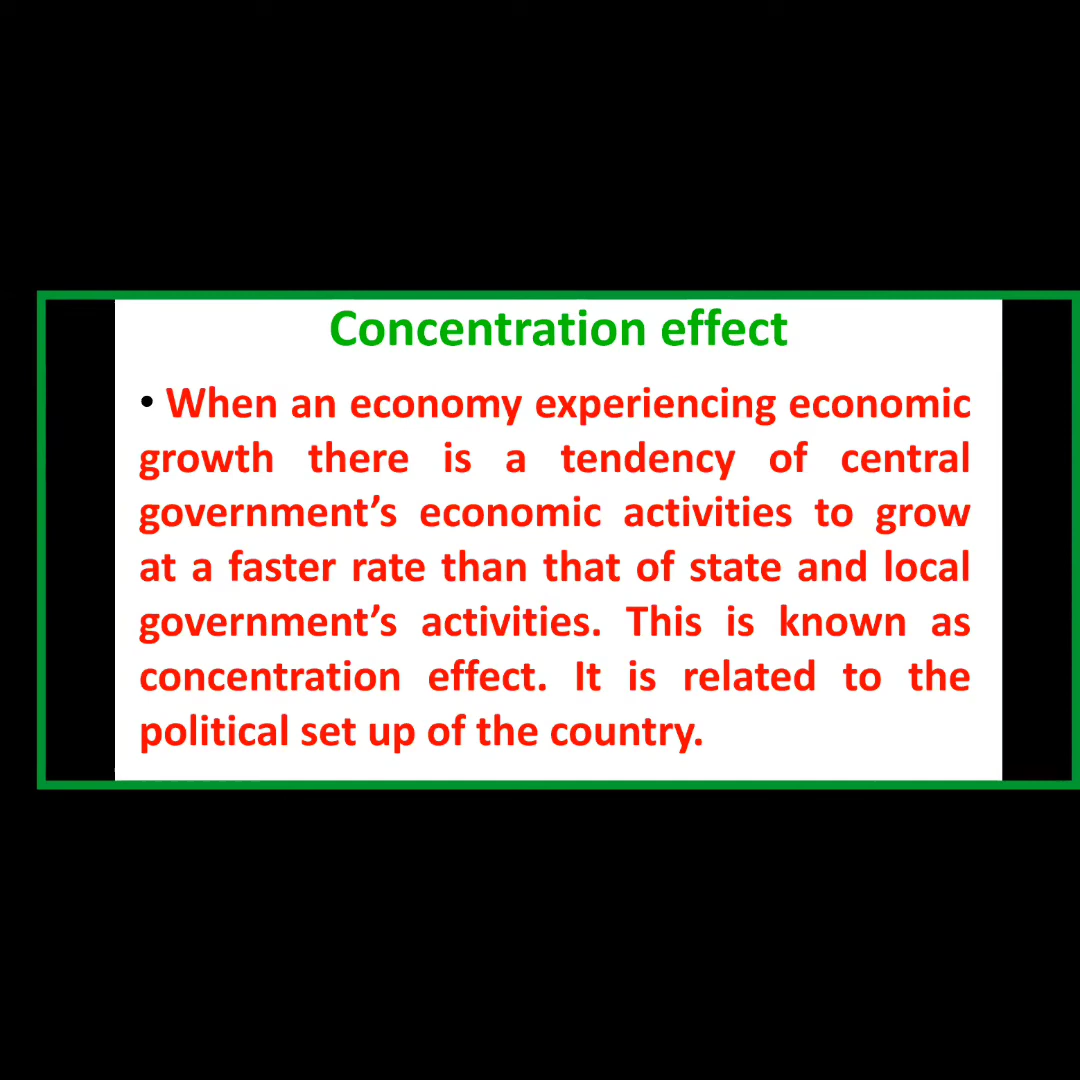 Concentration effect
• When an economy experiencing economic
growth there is a tendency of central
government’s economic activities to grow
at a faster rate than that of state and local
government’s activities. This is known as
concentration effect. It is related to the
political set up of the country.